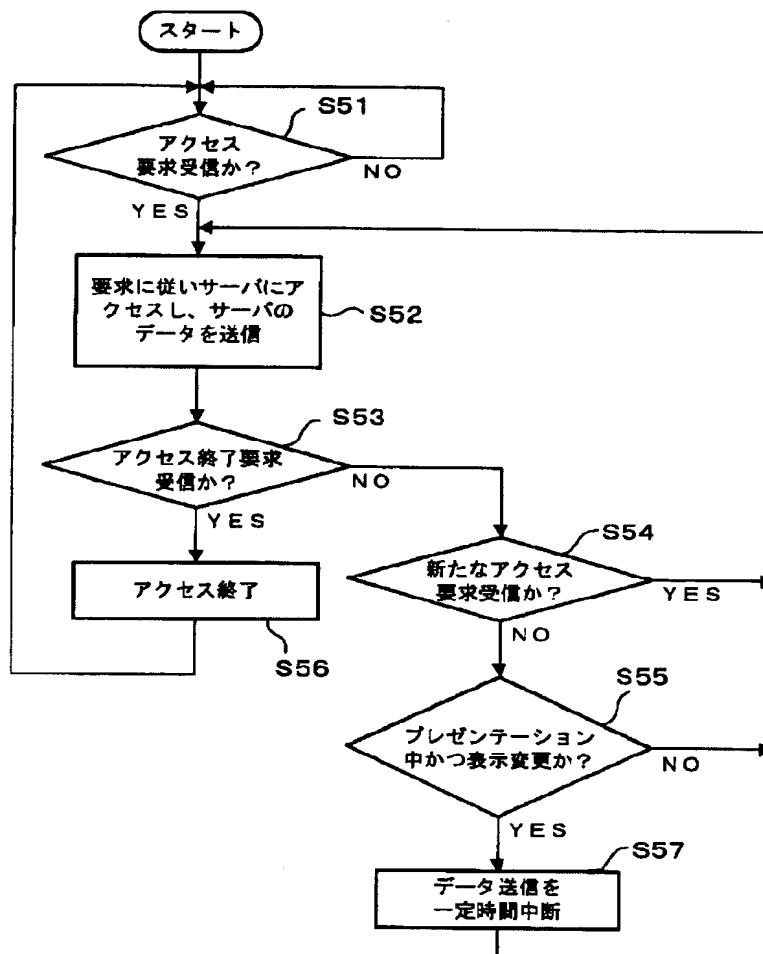 スタート
S51
アクセス
要求受信か?
NO
YES
要求に従いサーバにア
クセスし、サーバの
データを送信
S52
S53
アクセス終了要求
受信か?
NO
YES
S54
アクセス終了
新たなアクセス
要求受信か?
YES
NO
S56
S55
プレゼンテーション
中かつ表示変更か?
NO
YES
S57
データ送信を
一定時間中断